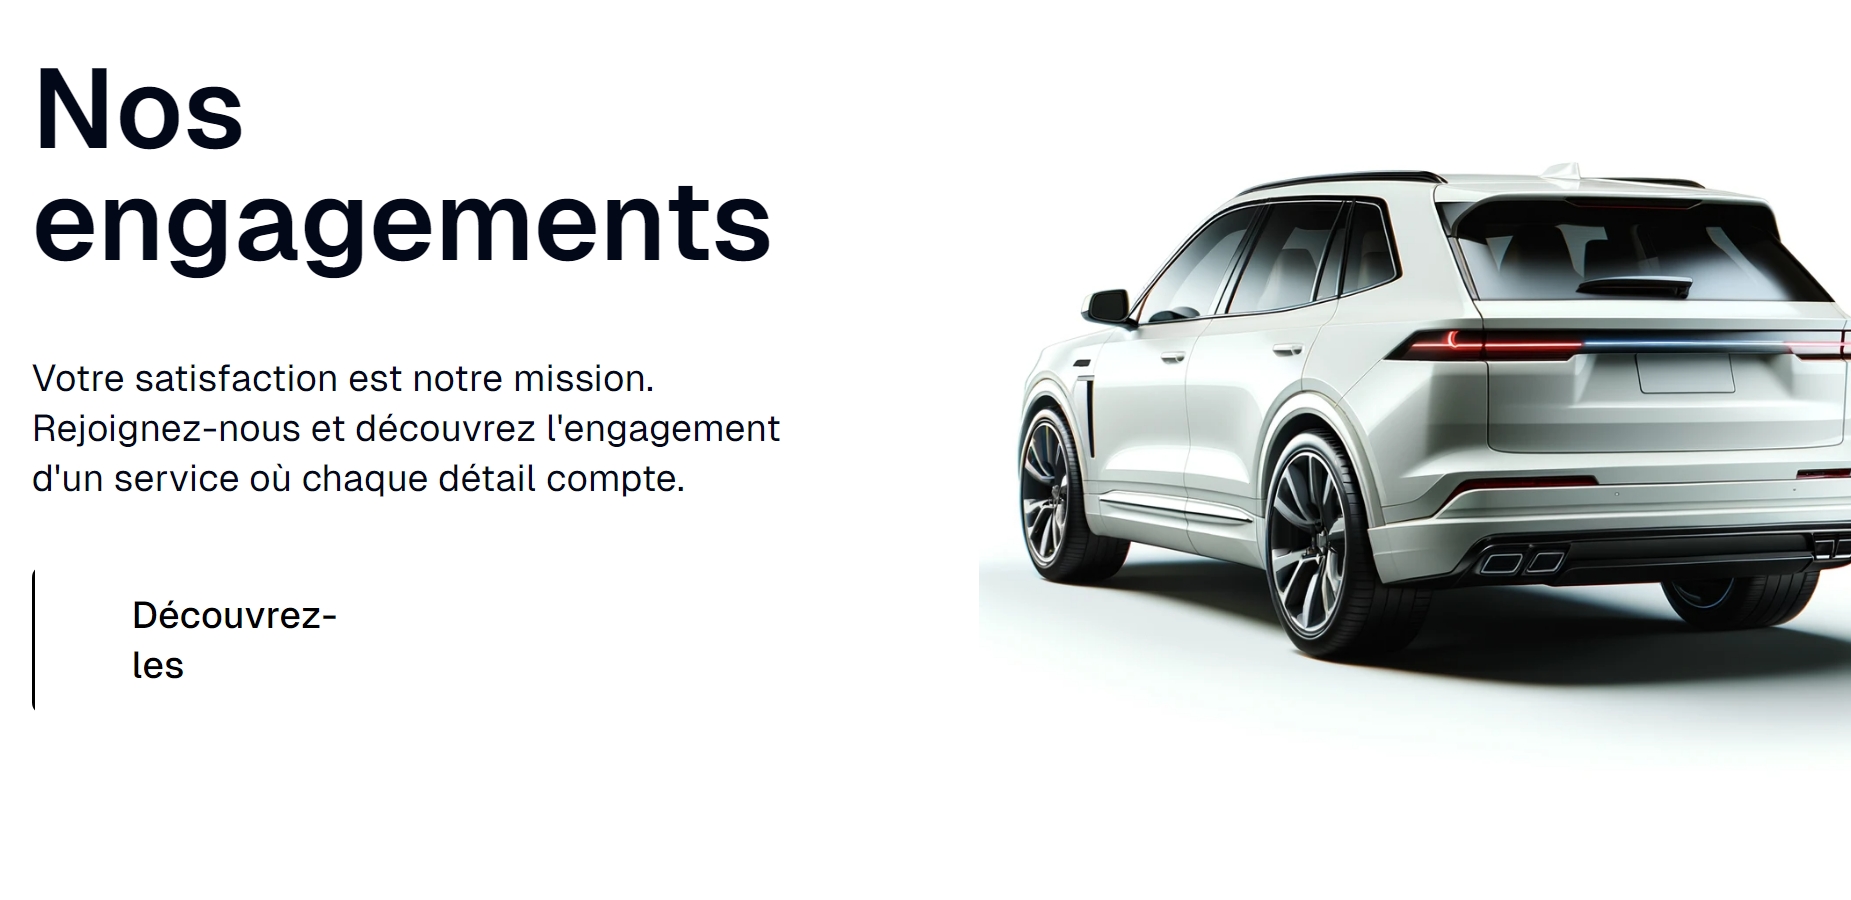 Nos
engagements
Votre satisfaction est notre mission.
Rejoignez-nous et découvrez l'engagement
d'un service où chaque détail compte.
Découvrez-
les